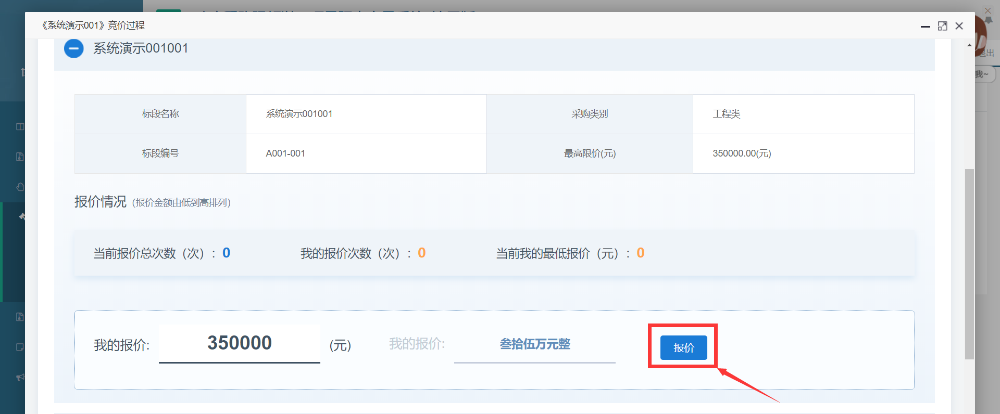 《系统演示001》竞价过程
系统演示001001
退出
我~
标段名称 系统演示001001 采购类别 工程类
标段编号 A001-001 最高限价(元) 350000.00(元)
报价情况 (报价金额由低到高排列)
当前报价总次数（次）: 0 我的报价次数（次）: 0 当前我的最低报价（元）: 0
我的报价: 350000 (元) 我的报价: 叁拾伍万元整 报价